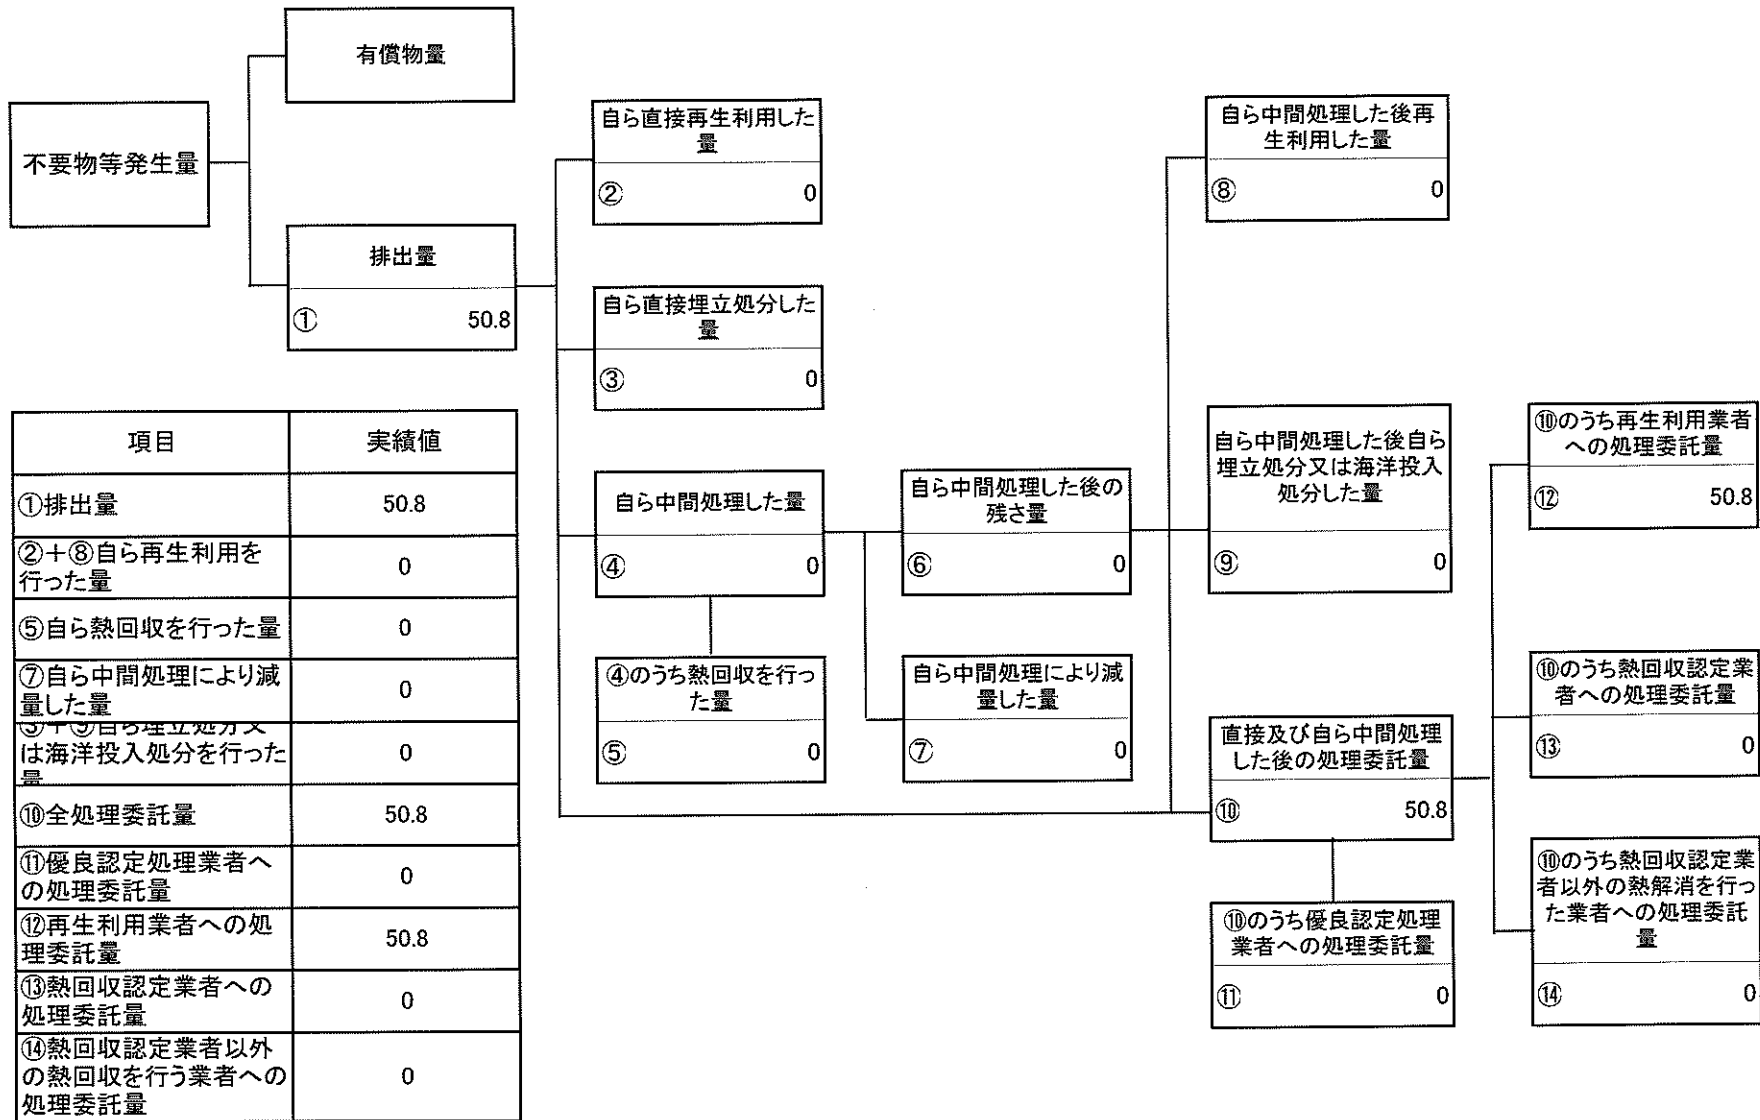 有償物量
不要物等発生量
排出量
① 50.8
自ら直接再生利用した
量
② 0
自ら直接埋立処分した
量
③ 0
自ら中間処理した量
④ 0
④のうち熱回収を行っ
た量
⑤ 0
自ら中間処理した後の
残さ量
⑥ 0
自ら中間処理により減
量した量
⑦ 0
自ら中間処理した後再
生利用した量
⑧ 0
自ら中間処理した後自ら
埋立処分又は海洋投入
処分した量
⑨ 0
直接及び自ら中間処理
した後の処理委託量
⑩ 50.8
⑩のうち優良認定処理
業者への処理委託量
⑪ 0
⑩のうち再生利用業者
への処理委託量
⑫ 50.8
⑩のうち熱回収認定業
者への処理委託量
⑬ 0
⑩のうち熱回収認定業
者以外の熱解消を行っ
た業者への処理委託
量
⑭ 0
項目 実績値
①排出量 50.8
②+⑧自ら再生利用を
行った量 0
⑤自ら熱回収を行った量 0
⑦自ら中間処理により減
量した量 0
③+⑨自ら埋立処分又
は海洋投入処分を行った
量 0
⑩全処理委託量 50.8
⑪優良認定処理業者へ
の処理委託量 0
⑫再生利用業者への処
理委託量 50.8
⑬熱回収認定業者への
処理委託量 0
⑭熱回収認定業者以外
の熱回収を行う業者への
処理委託量 0